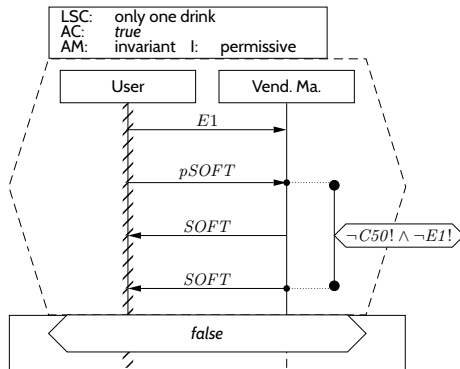 LSC: only one drink
AC: true
AM: invariant I: permissive
User
Vend. Ma.
E1
pSOFT
SOFT
¬C50! ∧ ¬E1!
SOFT
false